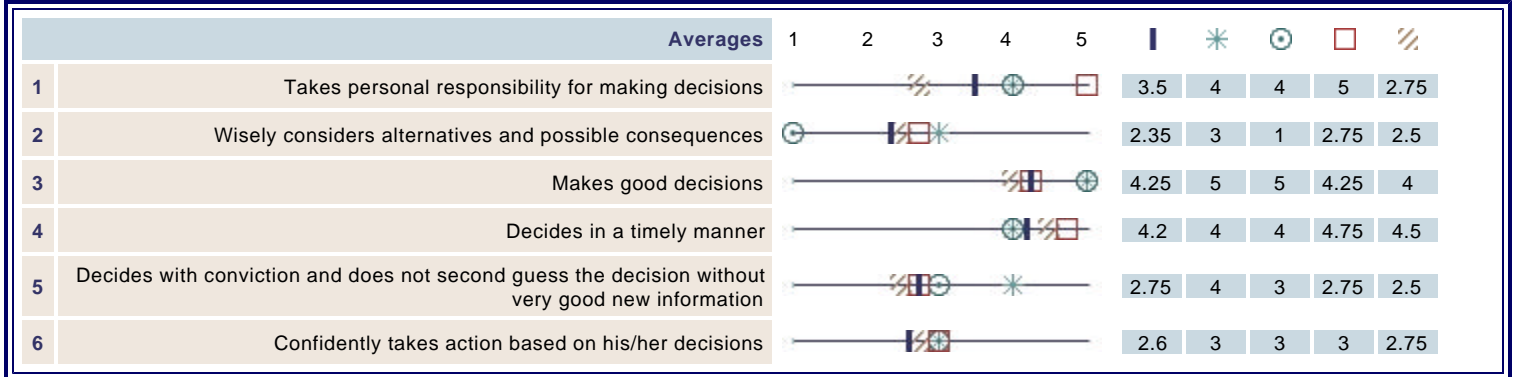 Averages 1 2 3 4 5
1 Takes personal responsibility for making decisions 3.5 4 4 5 2.75
2 Wisely considers alternatives and possible consequences 2.35 3 1 2.75 2.5
3 Makes good decisions 4.25 5 5 4.25 4
4 Decides in a timely manner 4.2 4 4 4.75 4.5
5 Decides with conviction and does not second guess the decision without
very good new information 2.75 4 3 2.75 2.5
6 Confidently takes action based on his/her decisions 2.6 3 3 3 2.75